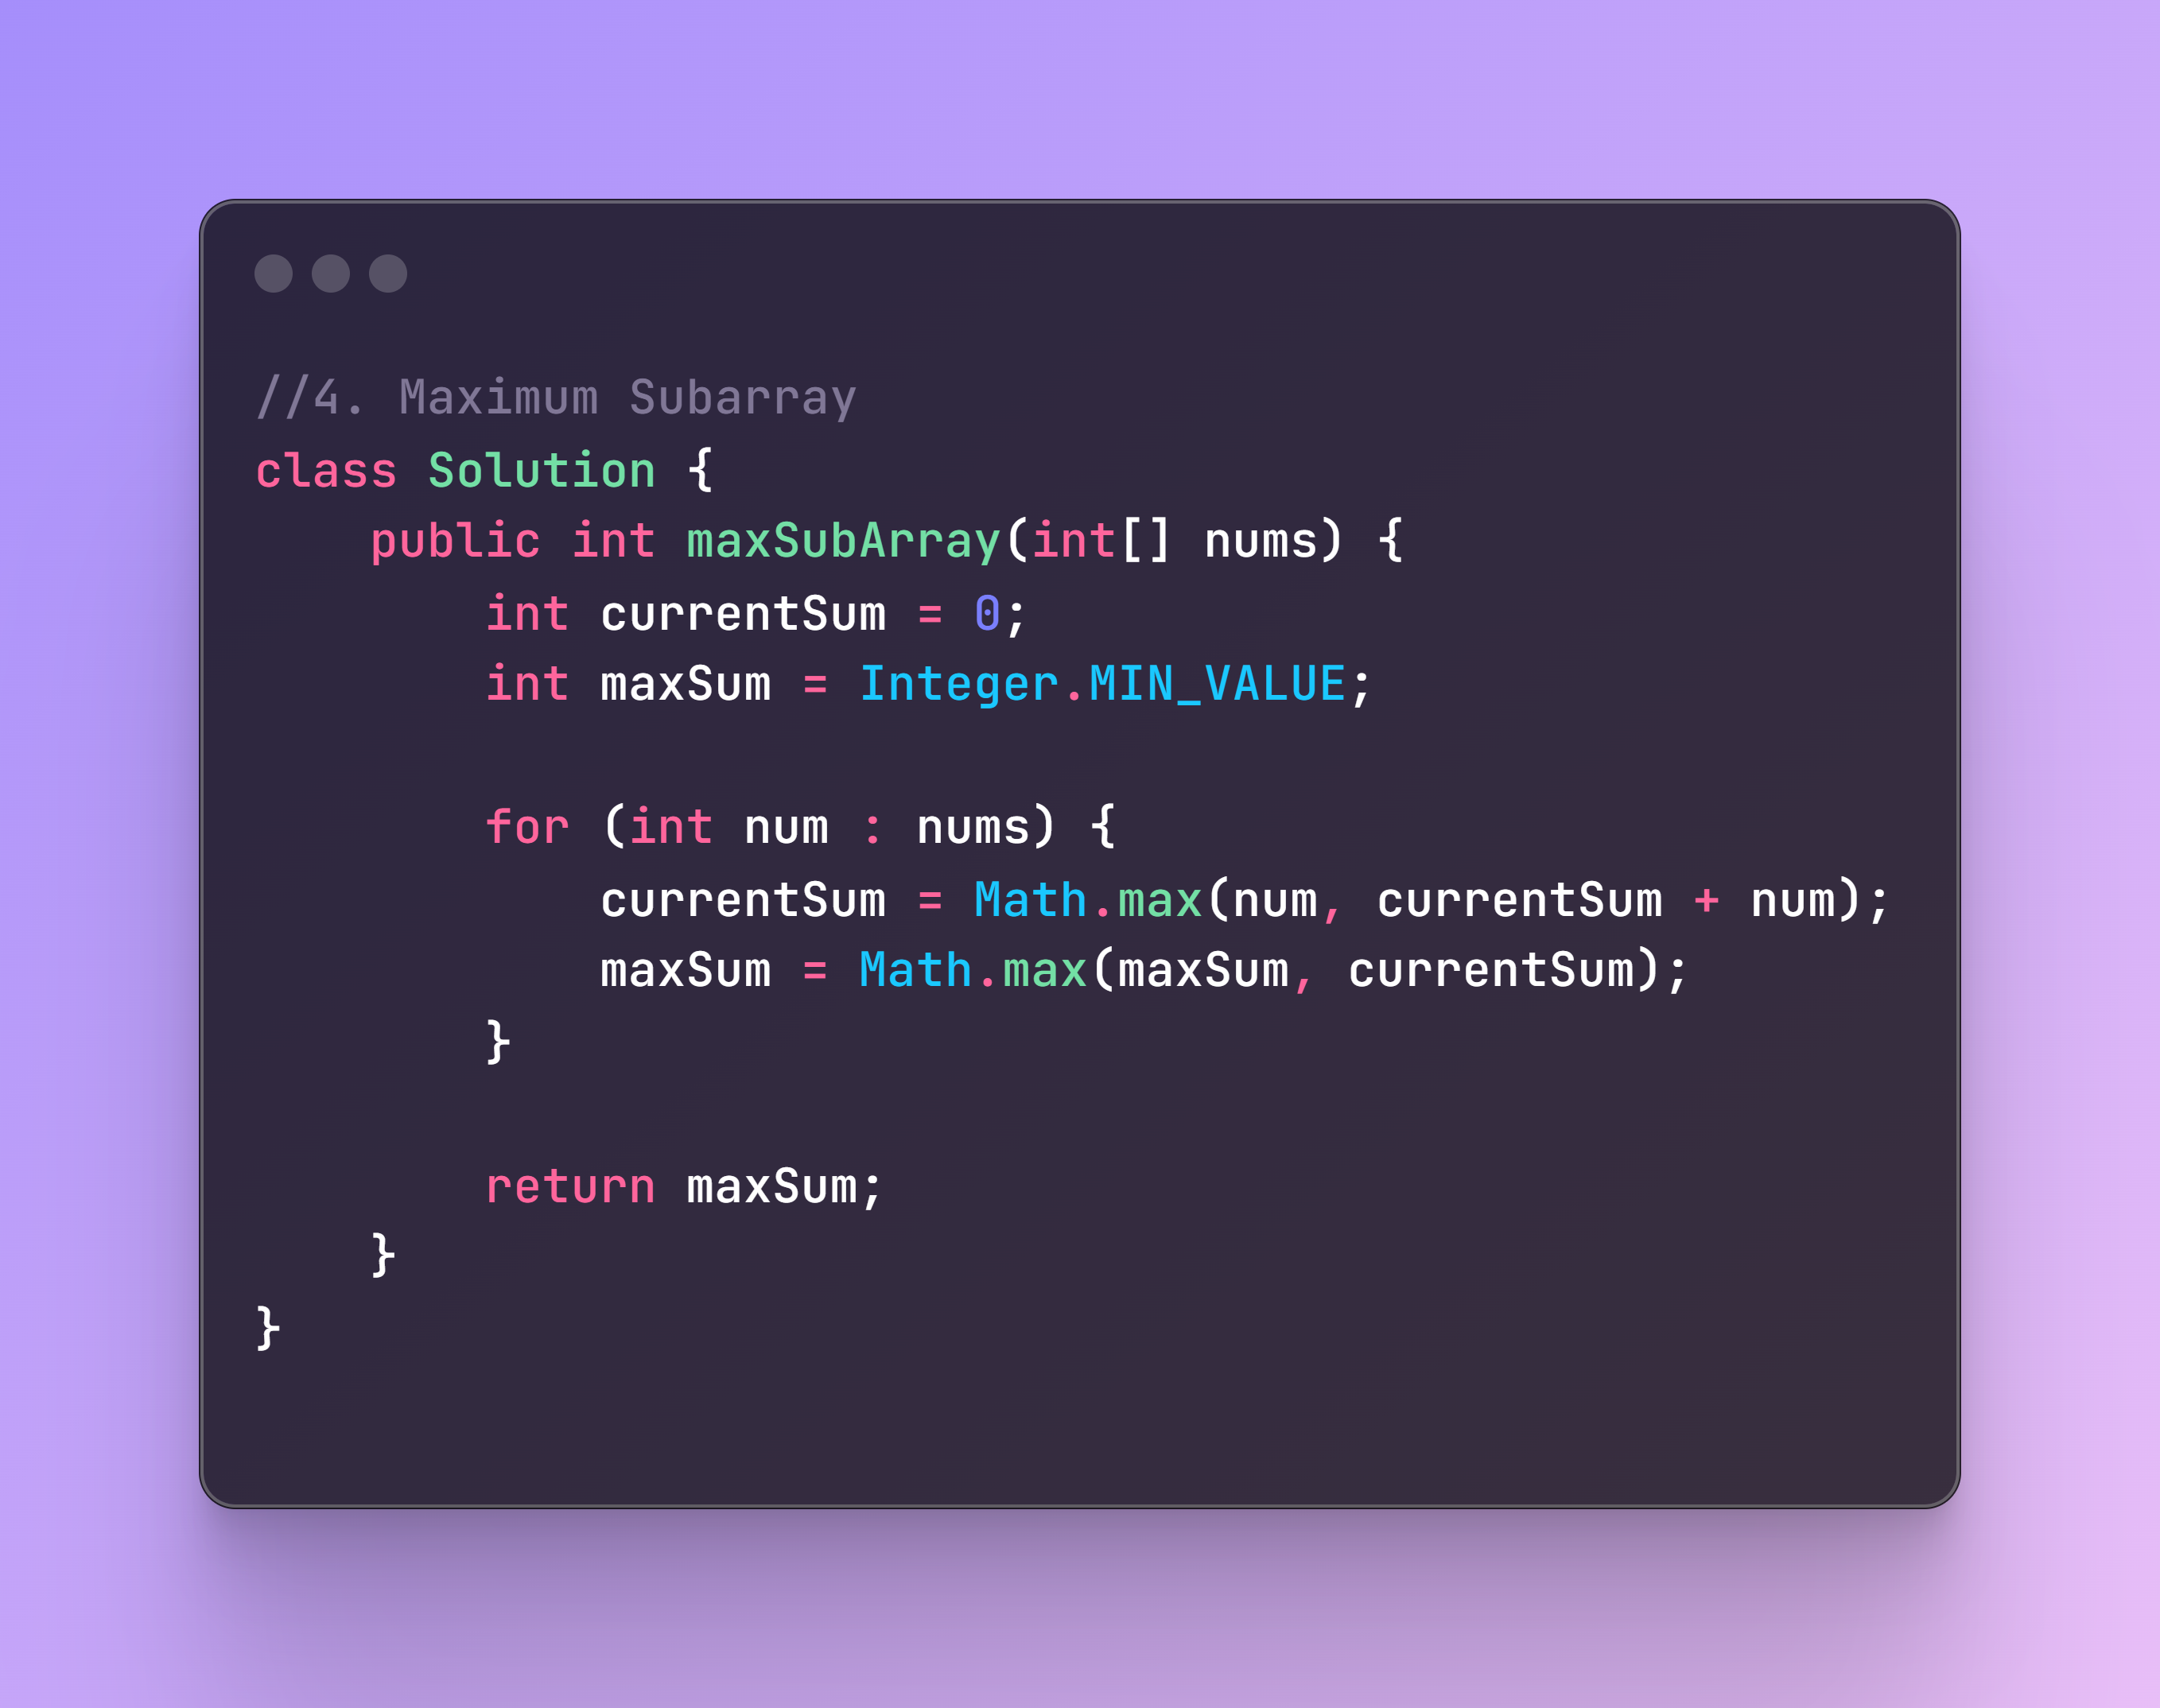 //4. Maximum Subarray
class Solution {
    public int maxSubArray(int[] nums) {
        int currentSum = 0;
        int maxSum = Integer.MIN_VALUE;

        for (int num : nums) {
            currentSum = Math.max(num, currentSum + num);
            maxSum = Math.max(maxSum, currentSum);
        }

        return maxSum;
    }
}